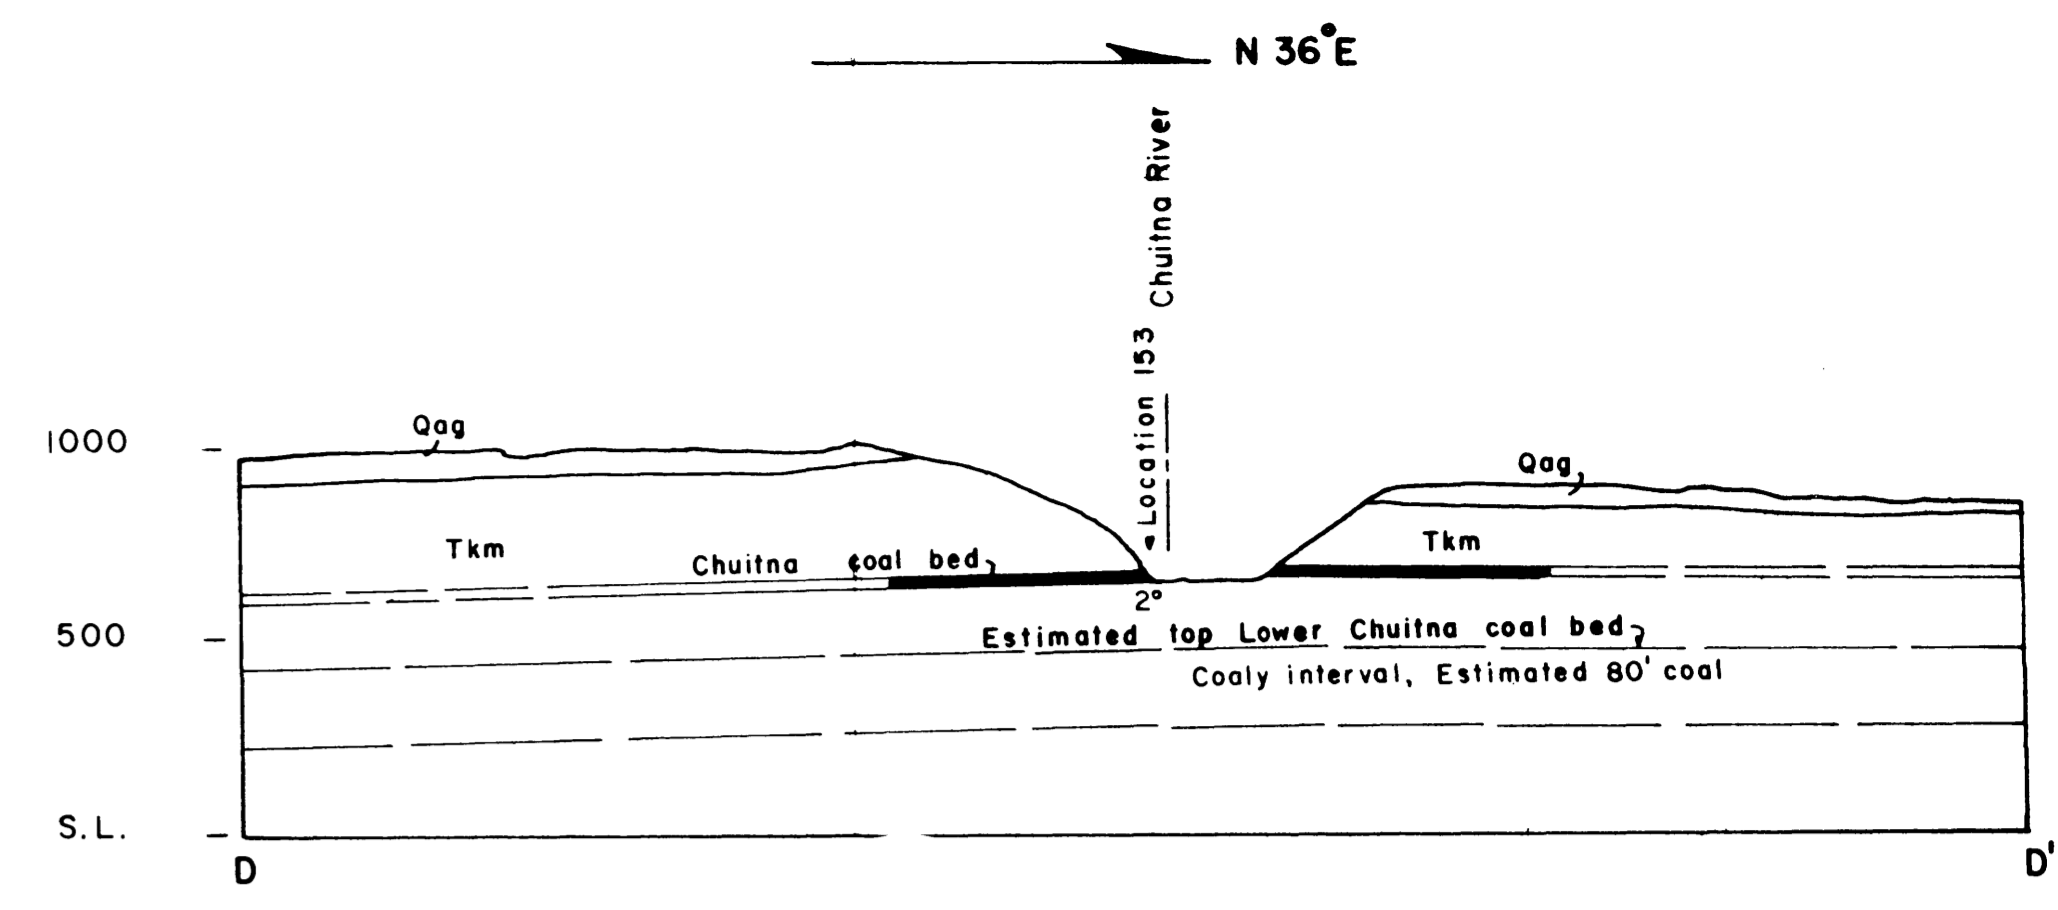 N 36°E
Chuitna River
Location 153
1000
Qag
Qag
Tkm
Tkm
Chuitna coal bed
2°
500
Estimated top Lower Chuitna coal bed
Coaly interval, Estimated 80' coal
S.L.
D
D'